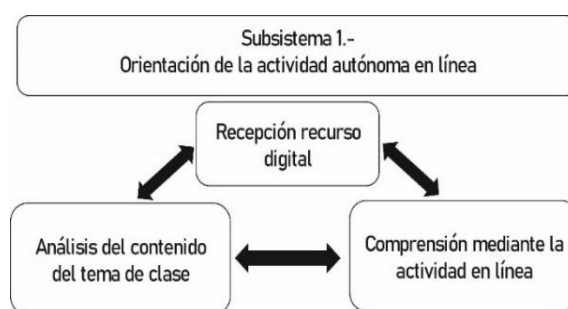 Subsistema 1.-
Orientación de la actividad autónoma en línea
Recepción recurso
digital
Análisis del contenido
del tema de clase
Comprensión mediante la
actividad en línea